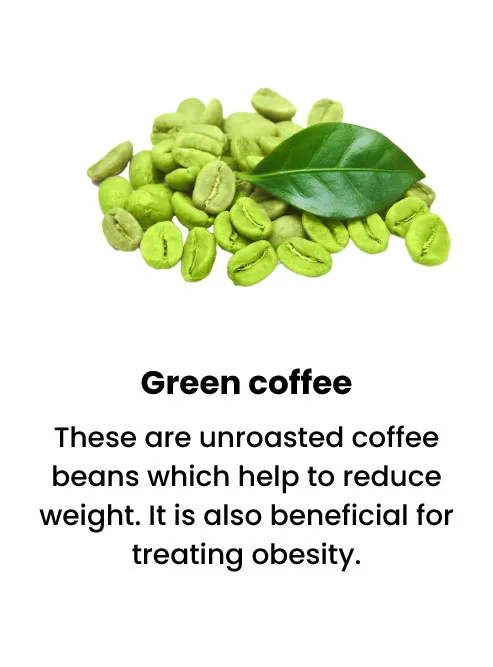 Green coffee
These are unroasted coffee
beans which help to reduce
weight. It is also beneficial for
treating obesity.